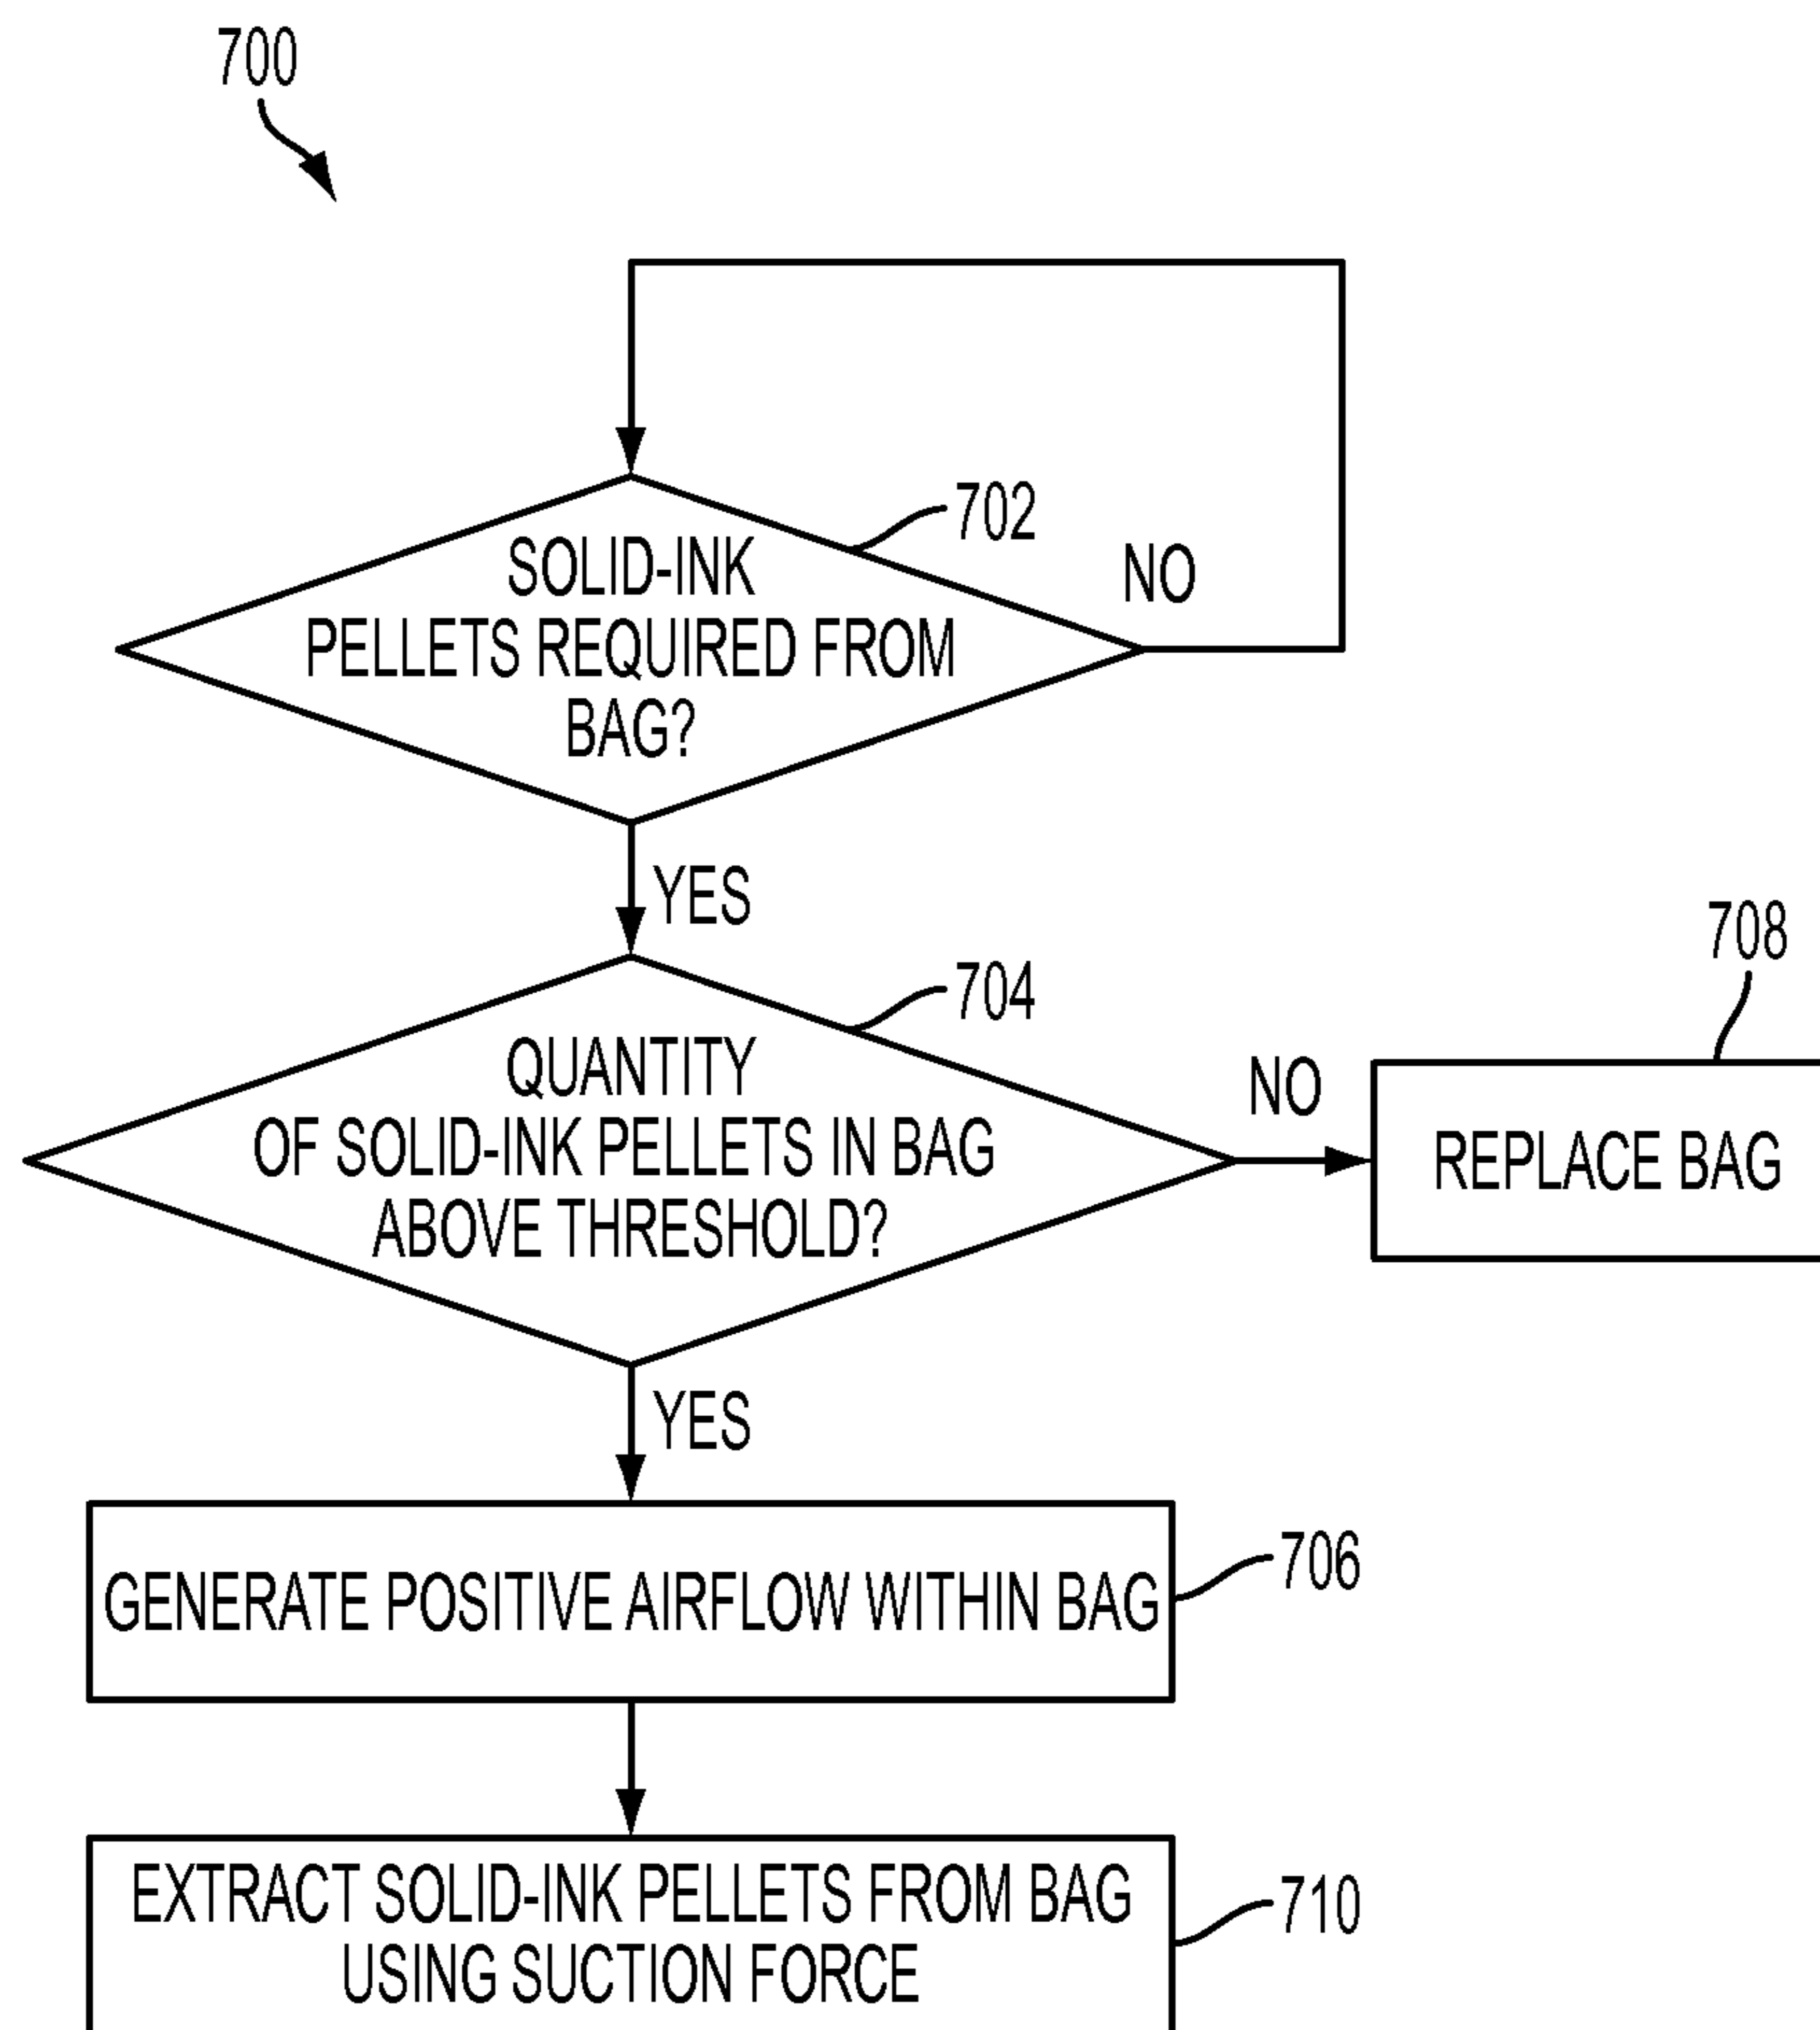 700
702
SOLID-INK
PELLETS REQUIRED FROM
BAG?
NO
YES
704
QUANTITY
OF SOLID-INK PELLETS IN BAG
ABOVE THRESHOLD?
NO
708
REPLACE BAG
YES
GENERATE POSITIVE AIRFLOW WITHIN BAG
706
EXTRACT SOLID-INK PELLETS FROM BAG
USING SUCTION FORCE
710